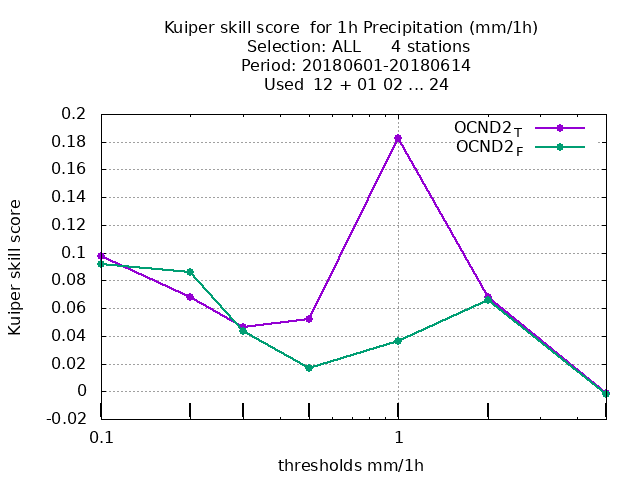 Kuiper skill score  for 1h Precipitation (mm/1h)
Selection: ALL      4 stations
Period: 20180601-20180614
Used  12 + 01 02 ... 24
OCND2_T
OCND2_F
0.2
0.18
0.16
0.14
0.12
0.1
0.08
0.06
0.04
0.02
0
-0.02
Kuiper skill score
0.1
1
thresholds mm/1h